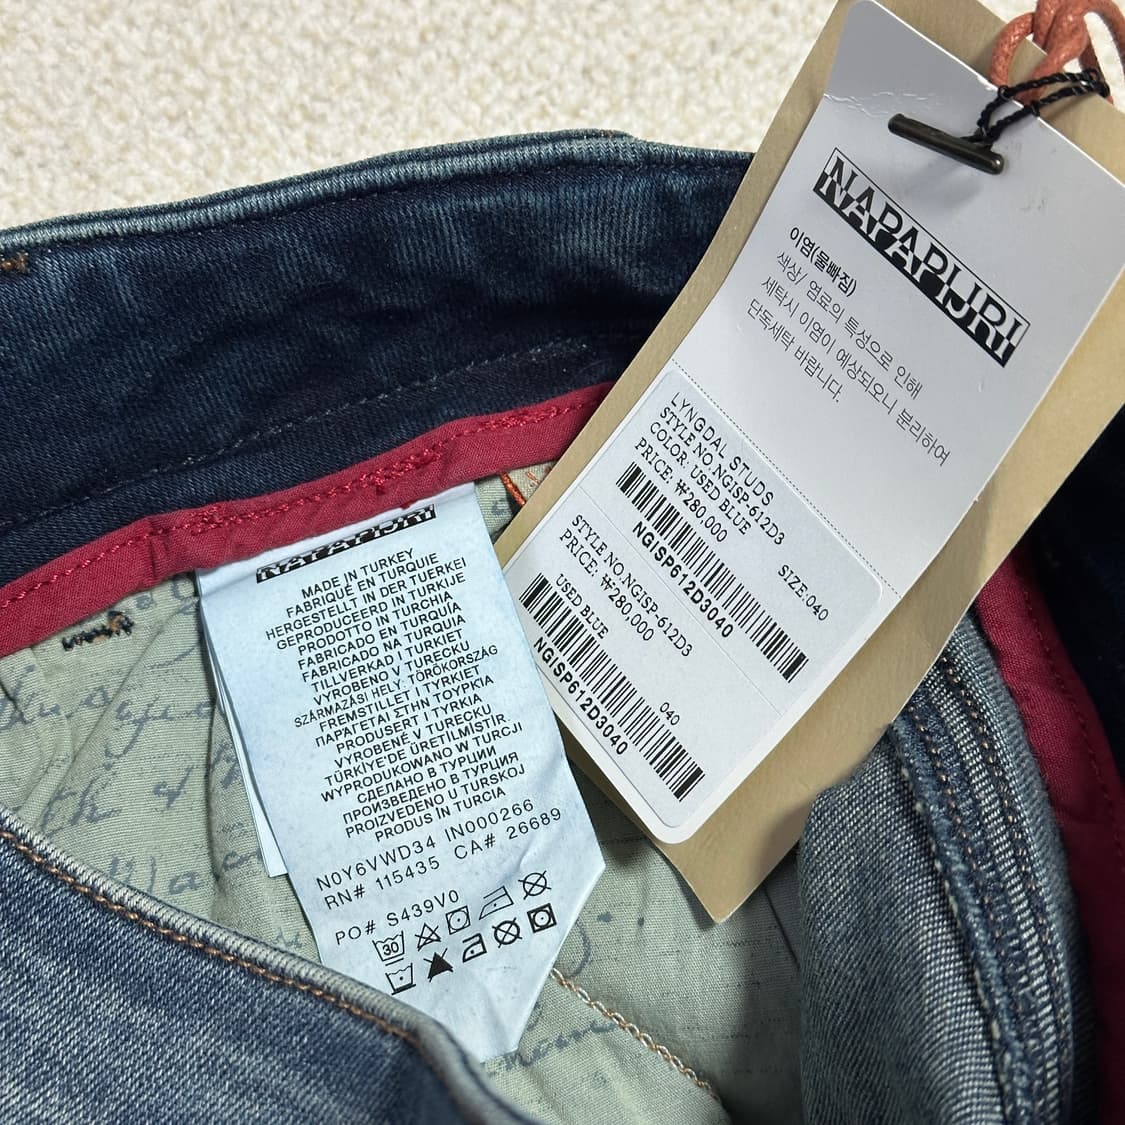 NAPAPIJRI
이염(물빠짐)
색상/ 염료의 특성으로 인해
세탁시 이염이 예상되오니 분리하여
단독세탁 바랍니다.
LYNGDAL STUDS
STYLE NO.NGISP-612D3
COLOR. USED BLUE
PRICE: ₩280.000
SIZE:040
NGISP612D3040
STYLE NO.NGISP-612D3
PRICE: ₩280.000
USED BLUE
040
NGISP612D3040
NAPAPIJRI
MADE IN TURKEY
FABRIQUÉ EN TURQUIE
HERGESTELLT IN DER TUERKEI
GEPRODUCEERD IN TURKIJE
PRODOTTO IN TURCHIA
FABRICADO EN TURQUÍA
FABRICADO NA TURQUIA
TILLVERKAD I TURKIET
VYROBENO V TURECKU
SZÁRMAZÁSI HELY, TÖRÖKORSZÁG
FREMSTILLET I TYRKIET
ΠΑΡΑΓΕΤΑΙ ΣΤΗΝ ΤΟΥΡΚΙΑ
PRODUSERT I TYRKIA
VYROBENÉ V TURECKU
TÜRKİYE'DE ÜRETİLMİSTİR
WYPRODUKOWANO W TURCJI
СДЕЛАНО В ТУРЦИИ
ПРОИЗВЕДЕНО В ТУРЦИЯ
PROIZVEDENO U TURSKOJ
PRODUS IN TURCIA
N0Y6VWD34 IN000266
RN# 115435 CA# 26689
PO# S439V0
30